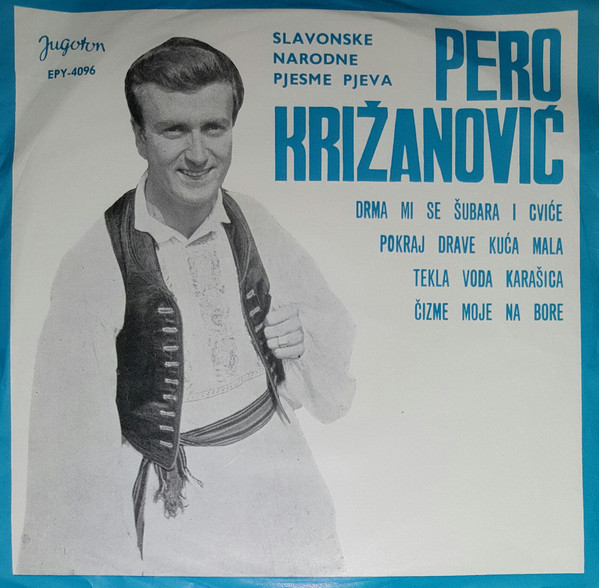 Jugoton
EPY-4096
SLAVONSKE
NARODNE
PJESME PJEVA
PERO
KRIŽANOVIĆ
DRMA MI SE ŠUBARA I CVIĆE
POKRAJ DRAVE KUĆA MALA
TEKLA VODA KARAŠICA
ČIZME MOJE NA BORE